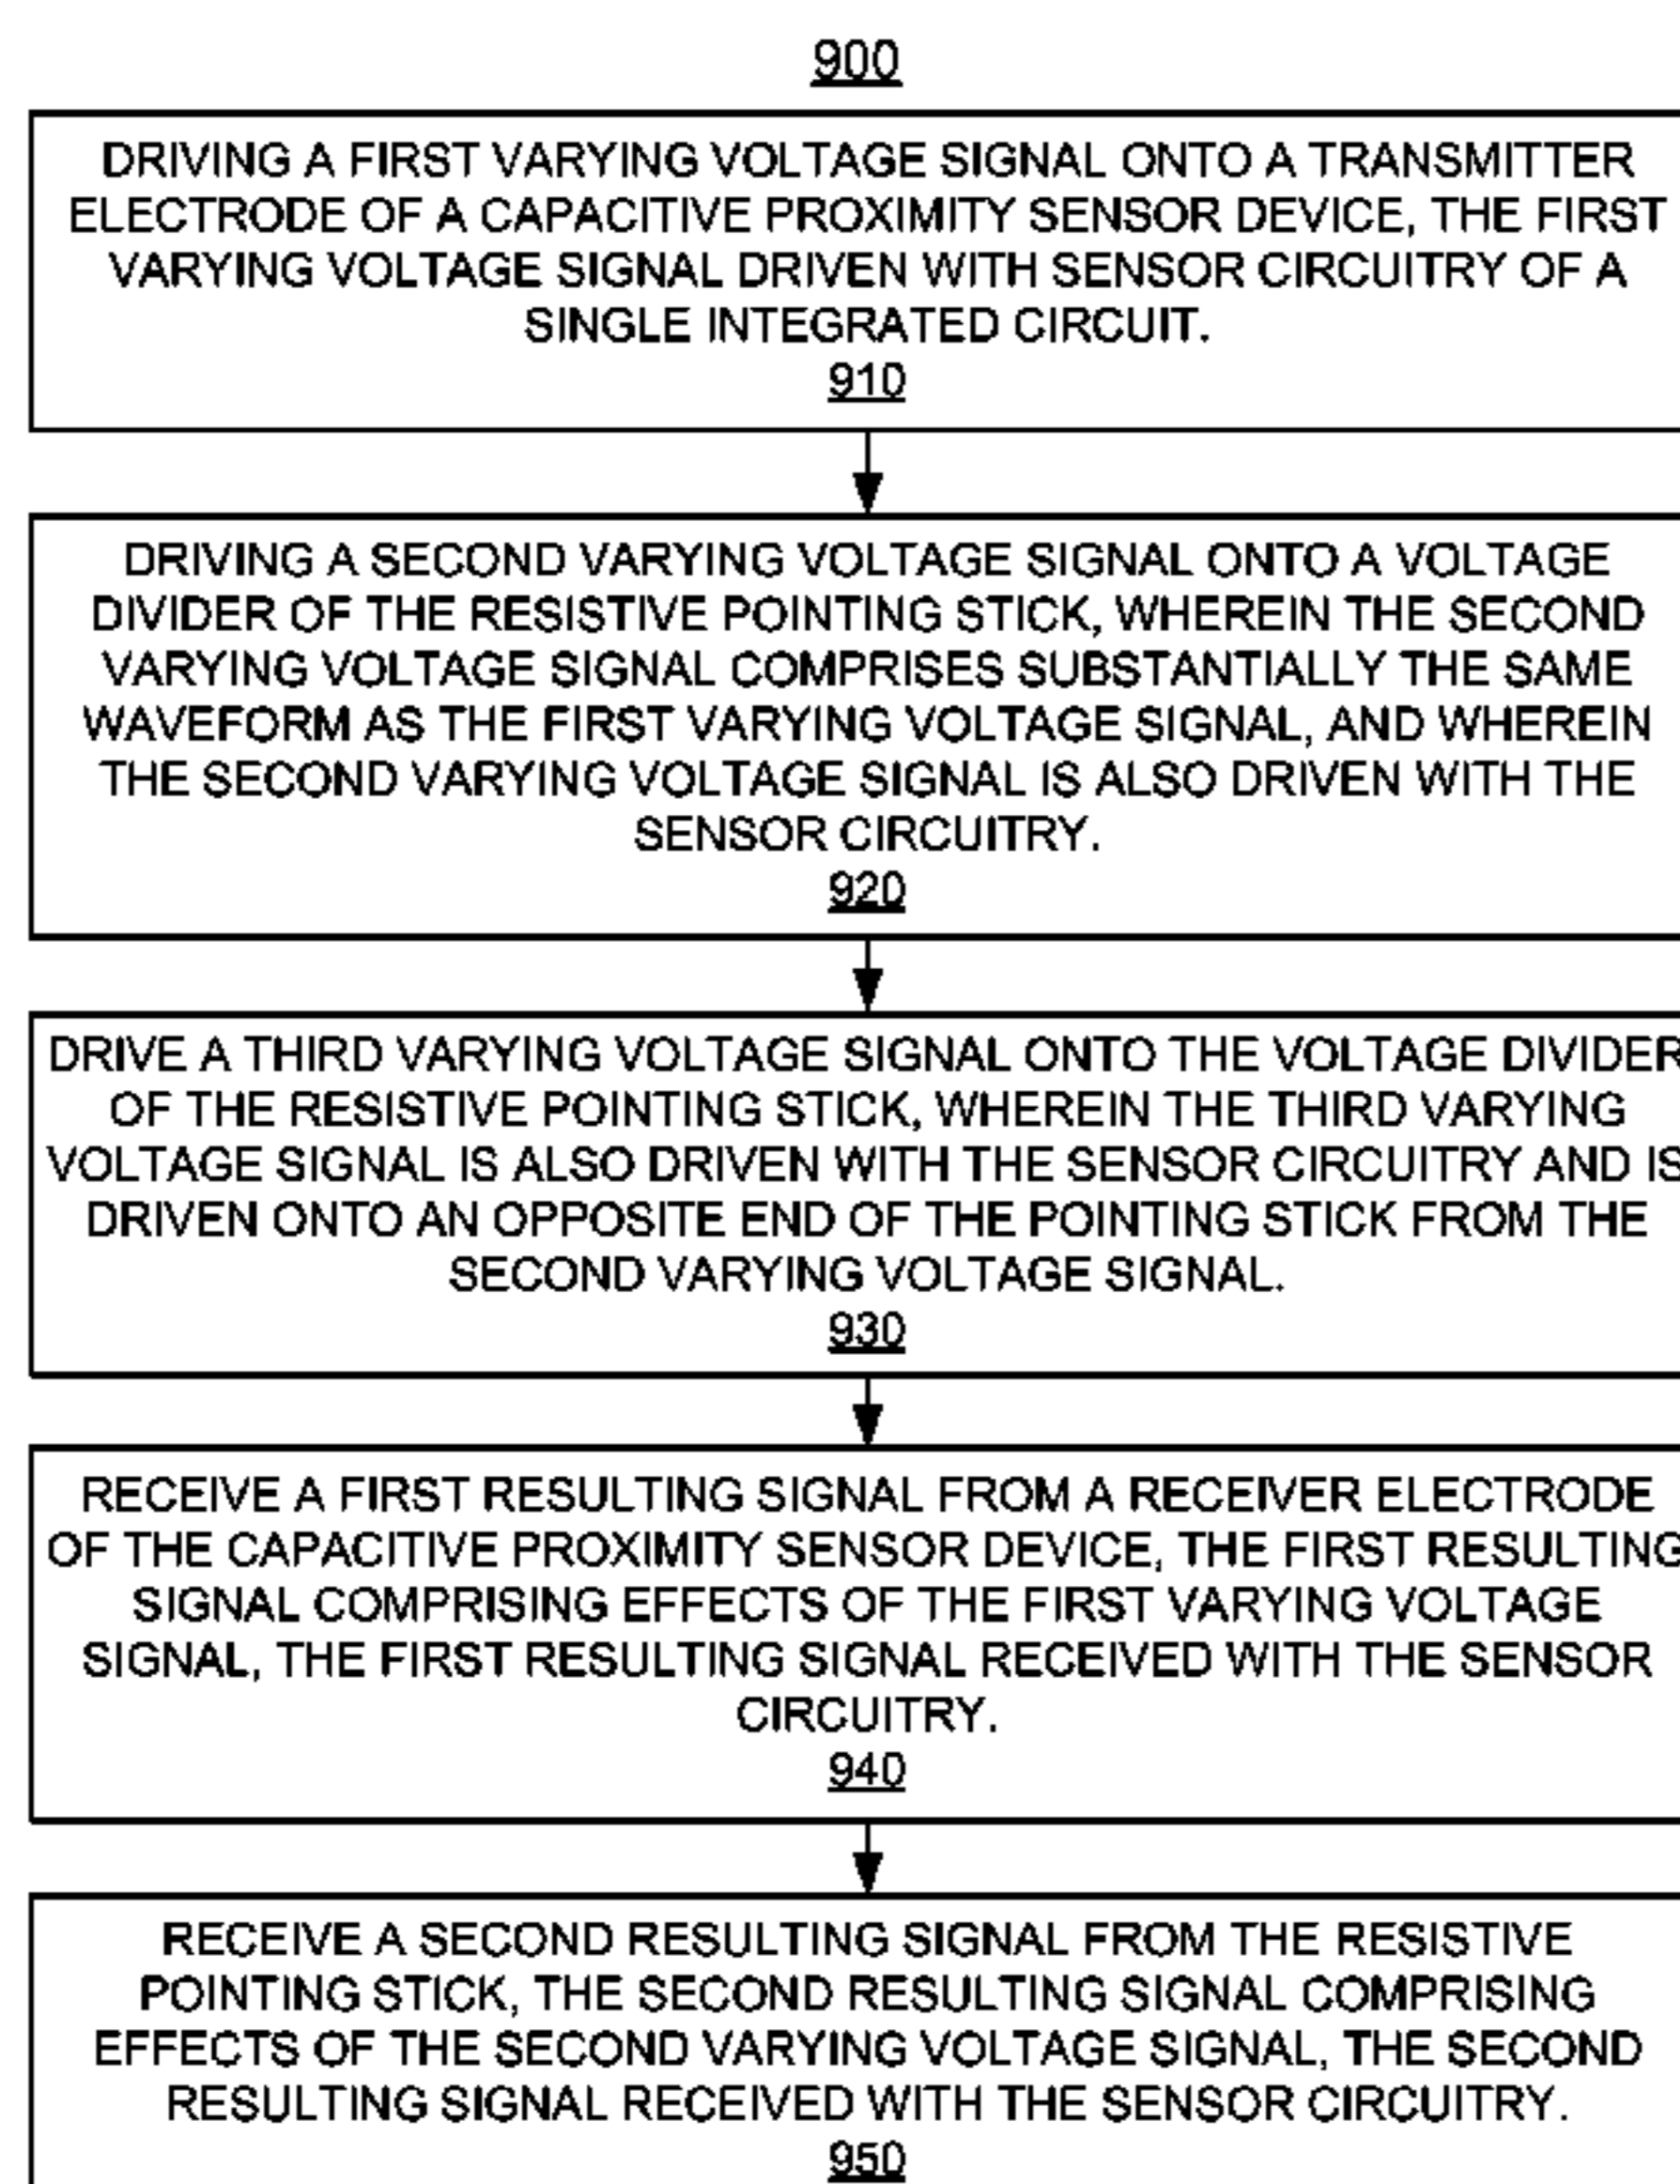 900
DRIVING A FIRST VARYING VOLTAGE SIGNAL ONTO A TRANSMITTER
ELECTRODE OF A CAPACITIVE PROXIMITY SENSOR DEVICE, THE FIRST
VARYING VOLTAGE SIGNAL DRIVEN WITH SENSOR CIRCUITRY OF A
SINGLE INTEGRATED CIRCUIT.
910
DRIVING A SECOND VARYING VOLTAGE SIGNAL ONTO A VOLTAGE
DIVIDER OF THE RESISTIVE POINTING STICK, WHEREIN THE SECOND
VARYING VOLTAGE SIGNAL COMPRISES SUBSTANTIALLY THE SAME
WAVEFORM AS THE FIRST VARYING VOLTAGE SIGNAL, AND WHEREIN
THE SECOND VARYING VOLTAGE SIGNAL IS ALSO DRIVEN WITH THE
SENSOR CIRCUITRY.
920
DRIVE A THIRD VARYING VOLTAGE SIGNAL ONTO THE VOLTAGE DIVIDER
OF THE RESISTIVE POINTING STICK, WHEREIN THE THIRD VARYING
VOLTAGE SIGNAL IS ALSO DRIVEN WITH THE SENSOR CIRCUITRY AND IS
DRIVEN ONTO AN OPPOSITE END OF THE POINTING STICK FROM THE
SECOND VARYING VOLTAGE SIGNAL.
930
RECEIVE A FIRST RESULTING SIGNAL FROM A RECEIVER ELECTRODE
OF THE CAPACITIVE PROXIMITY SENSOR DEVICE, THE FIRST RESULTING
SIGNAL COMPRISING EFFECTS OF THE FIRST VARYING VOLTAGE
SIGNAL, THE FIRST RESULTING SIGNAL RECEIVED WITH THE SENSOR
CIRCUITRY.
940
RECEIVE A SECOND RESULTING SIGNAL FROM THE RESISTIVE
POINTING STICK, THE SECOND RESULTING SIGNAL COMPRISING
EFFECTS OF THE SECOND VARYING VOLTAGE SIGNAL, THE SECOND
RESULTING SIGNAL RECEIVED WITH THE SENSOR CIRCUITRY.
950